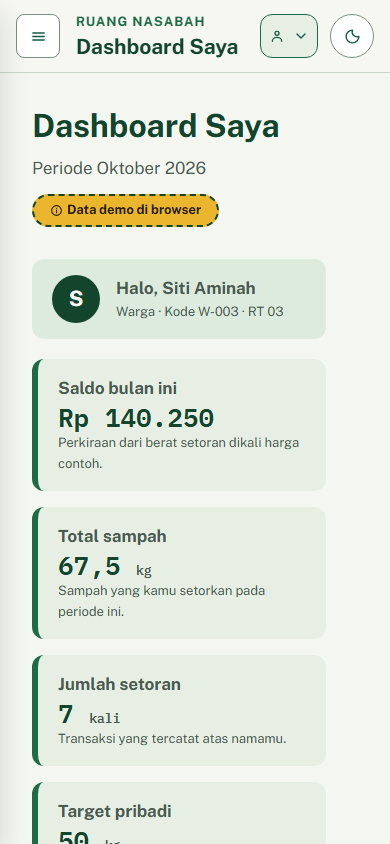 RUANG NASABAH
Dashboard Saya
Dashboard Saya
Periode Oktober 2026
Data demo di browser
S
Halo, Siti Aminah
Warga · Kode W-003 · RT 03
Saldo bulan ini
Rp 140.250
Perkiraan dari berat setoran dikali harga
contoh.
Total sampah
67,5 kg
Sampah yang kamu setorkan pada
periode ini.
Jumlah setoran
7 kali
Transaksi yang tercatat atas namamu.
Target pribadi
50 kg